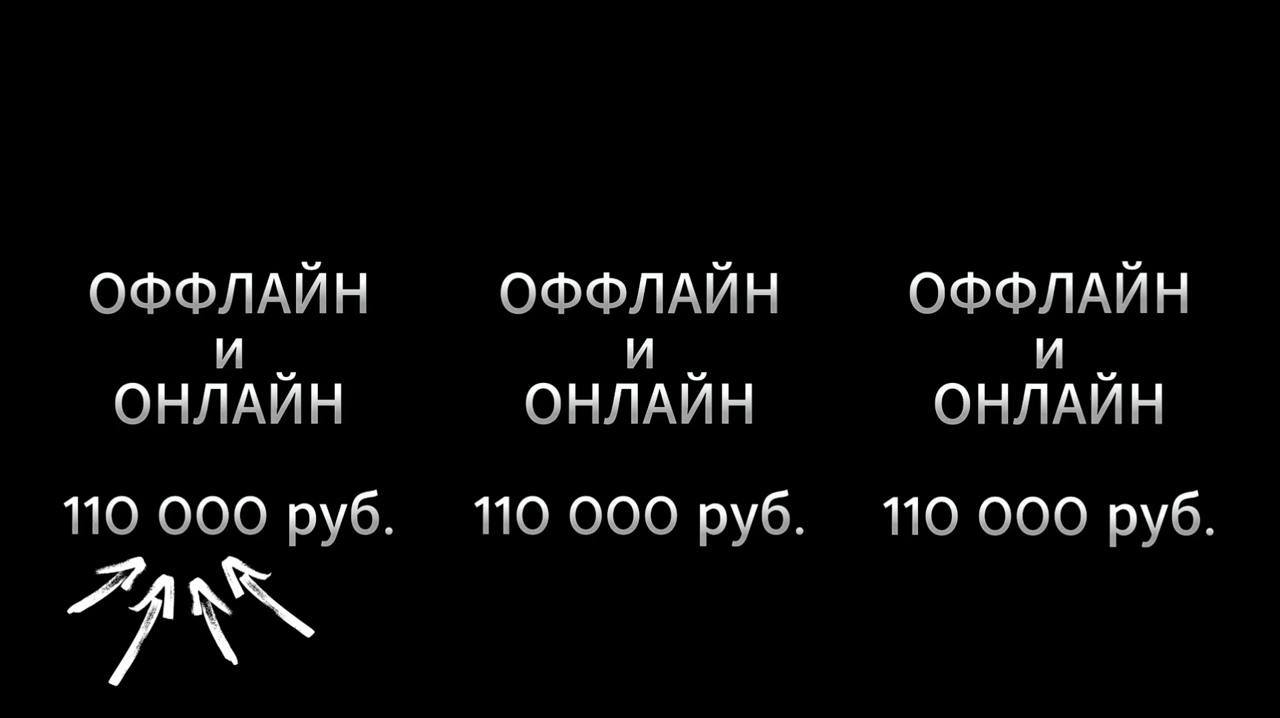 ОФФЛАЙН ОФФЛАЙН ОФФЛАЙН
и и и
ОНЛАЙН ОНЛАЙН ОНЛАЙН
110 000 руб. 110 000 руб. 110 000 руб.